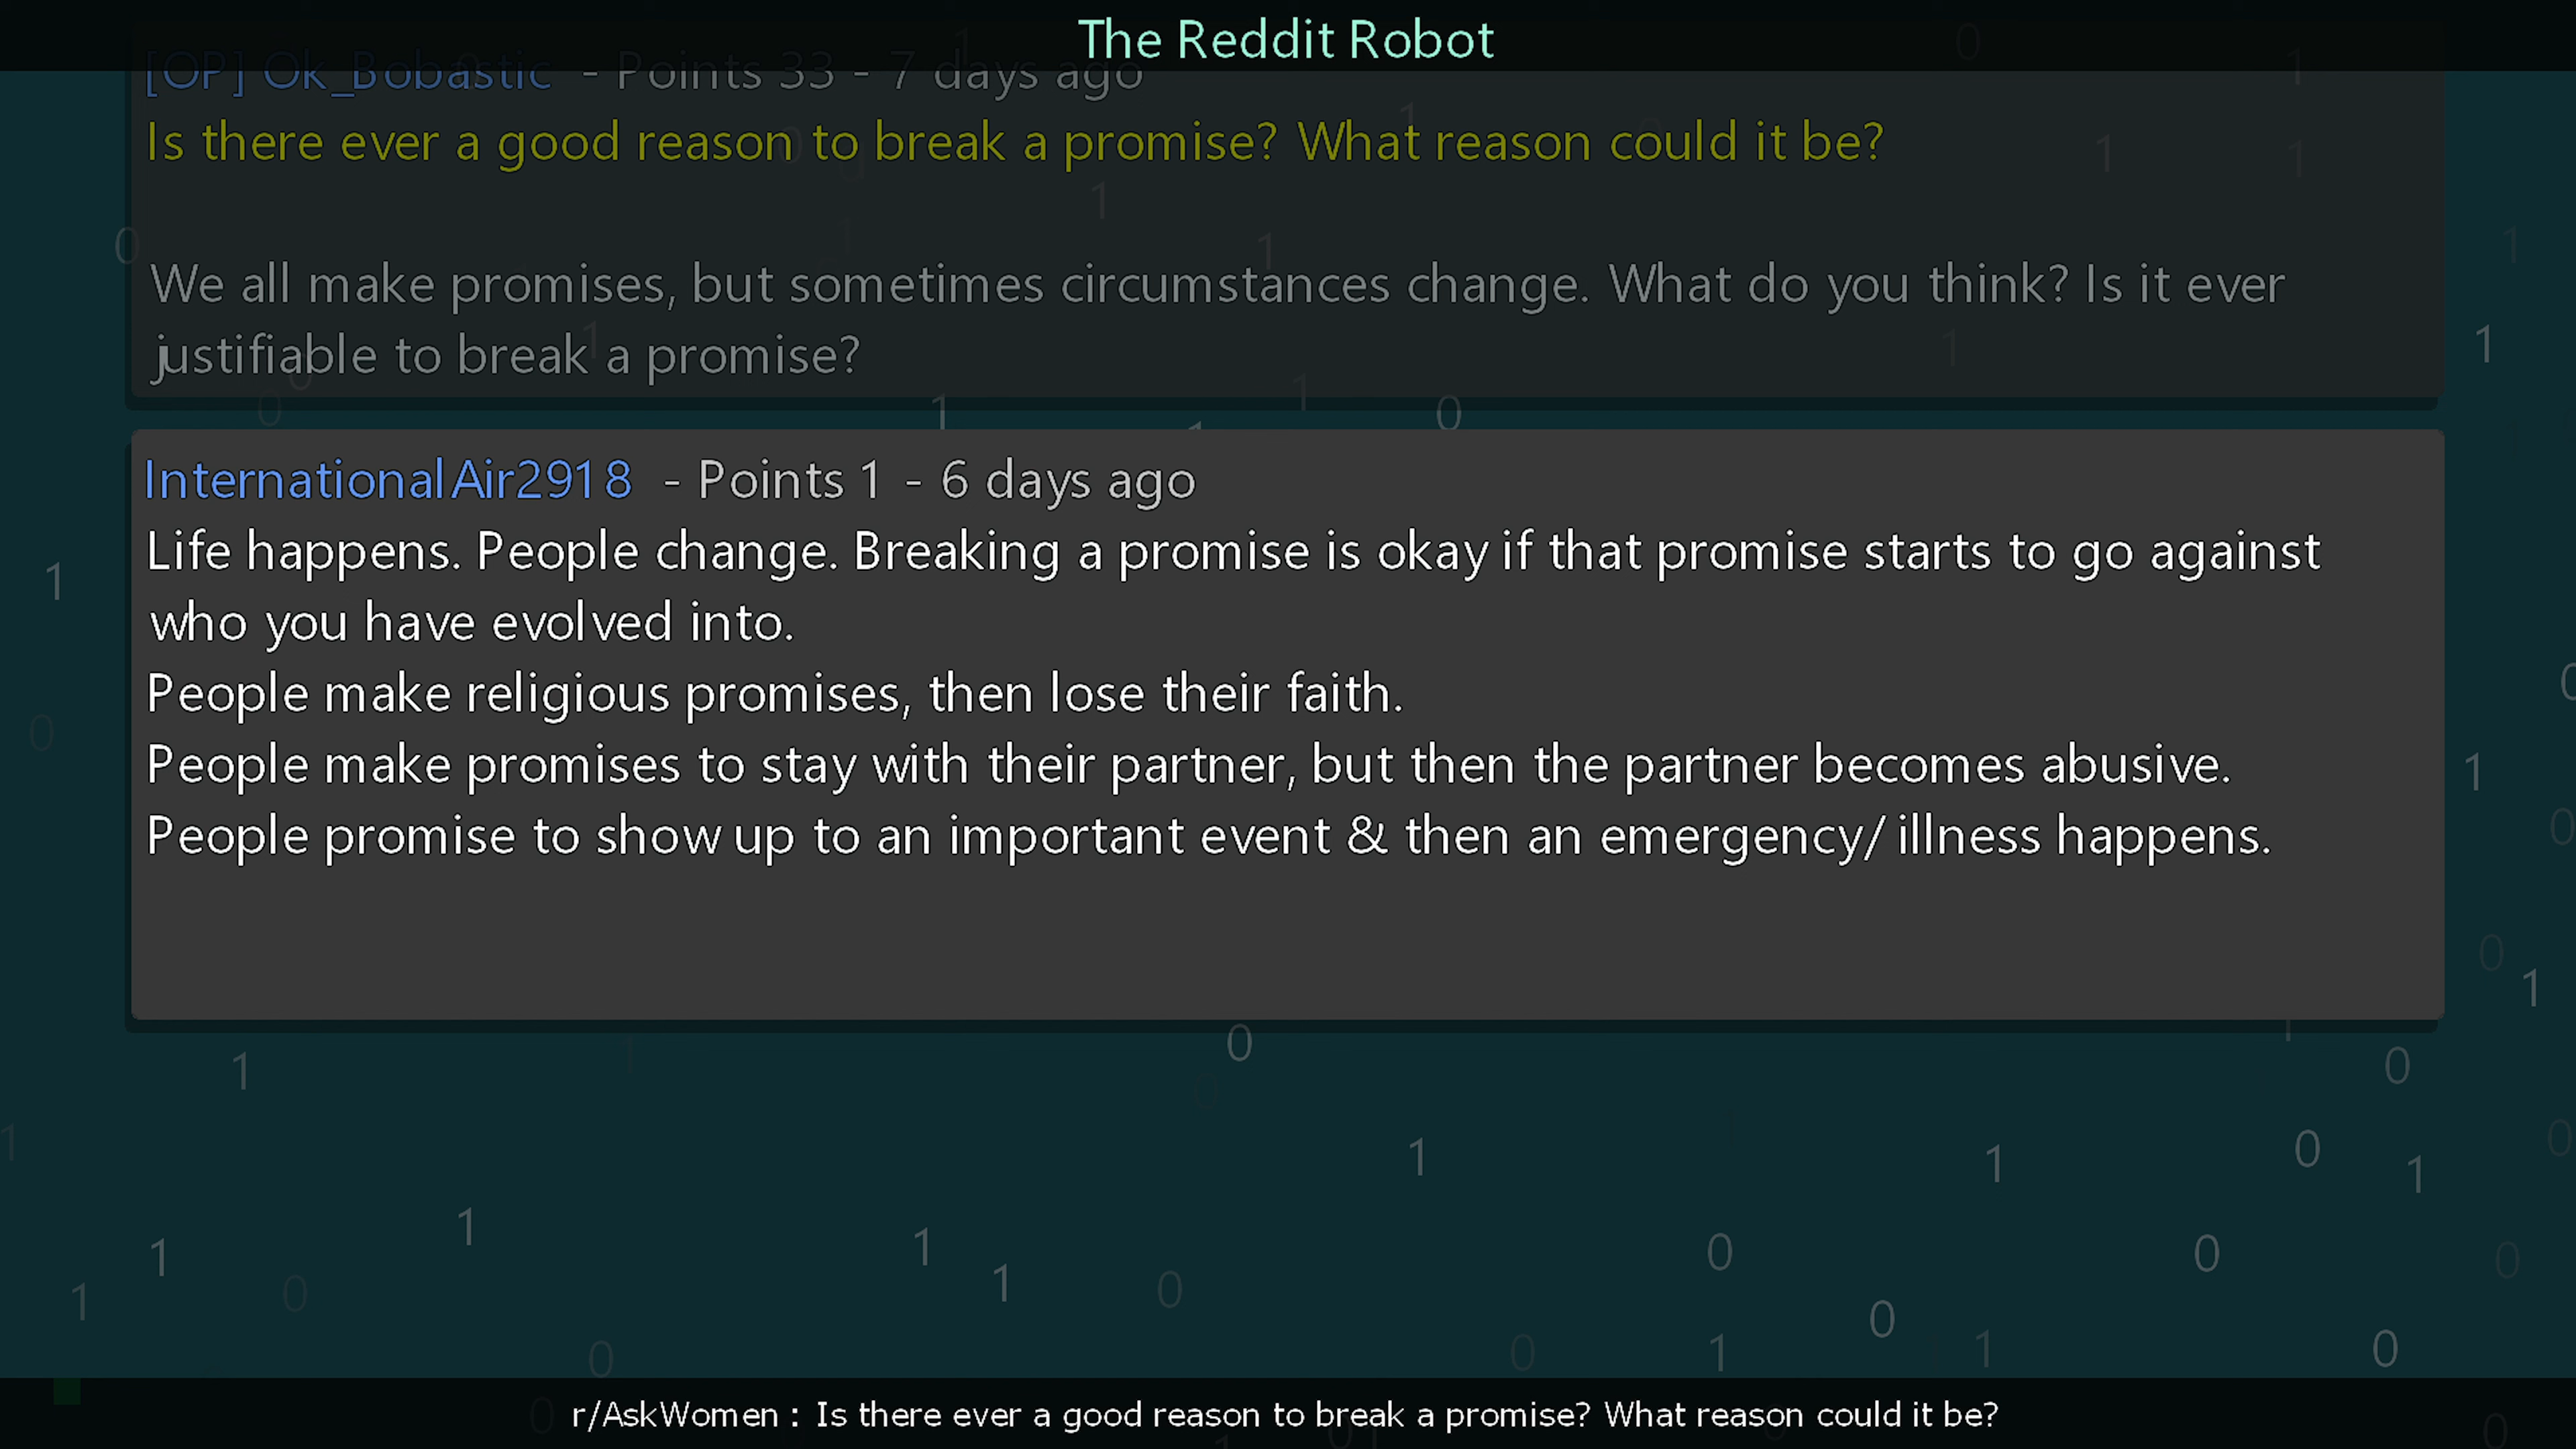 The Reddit Robot
[OP] Ok_Bobastic - Points 33 - 7 days ago
Is there ever a good reason to break a promise? What reason could it be?
We all make promises, but sometimes circumstances change. What do you think? Is it ever
justifiable to break a promise?
InternationalAir2918 - Points 1 - 6 days ago
Life happens. People change. Breaking a promise is okay if that promise starts to go against
who you have evolved into.
People make religious promises, then lose their faith.
People make promises to stay with their partner, but then the partner becomes abusive.
People promise to show up to an important event & then an emergency/ illness happens.
r/AskWomen : Is there ever a good reason to break a promise? What reason could it be?